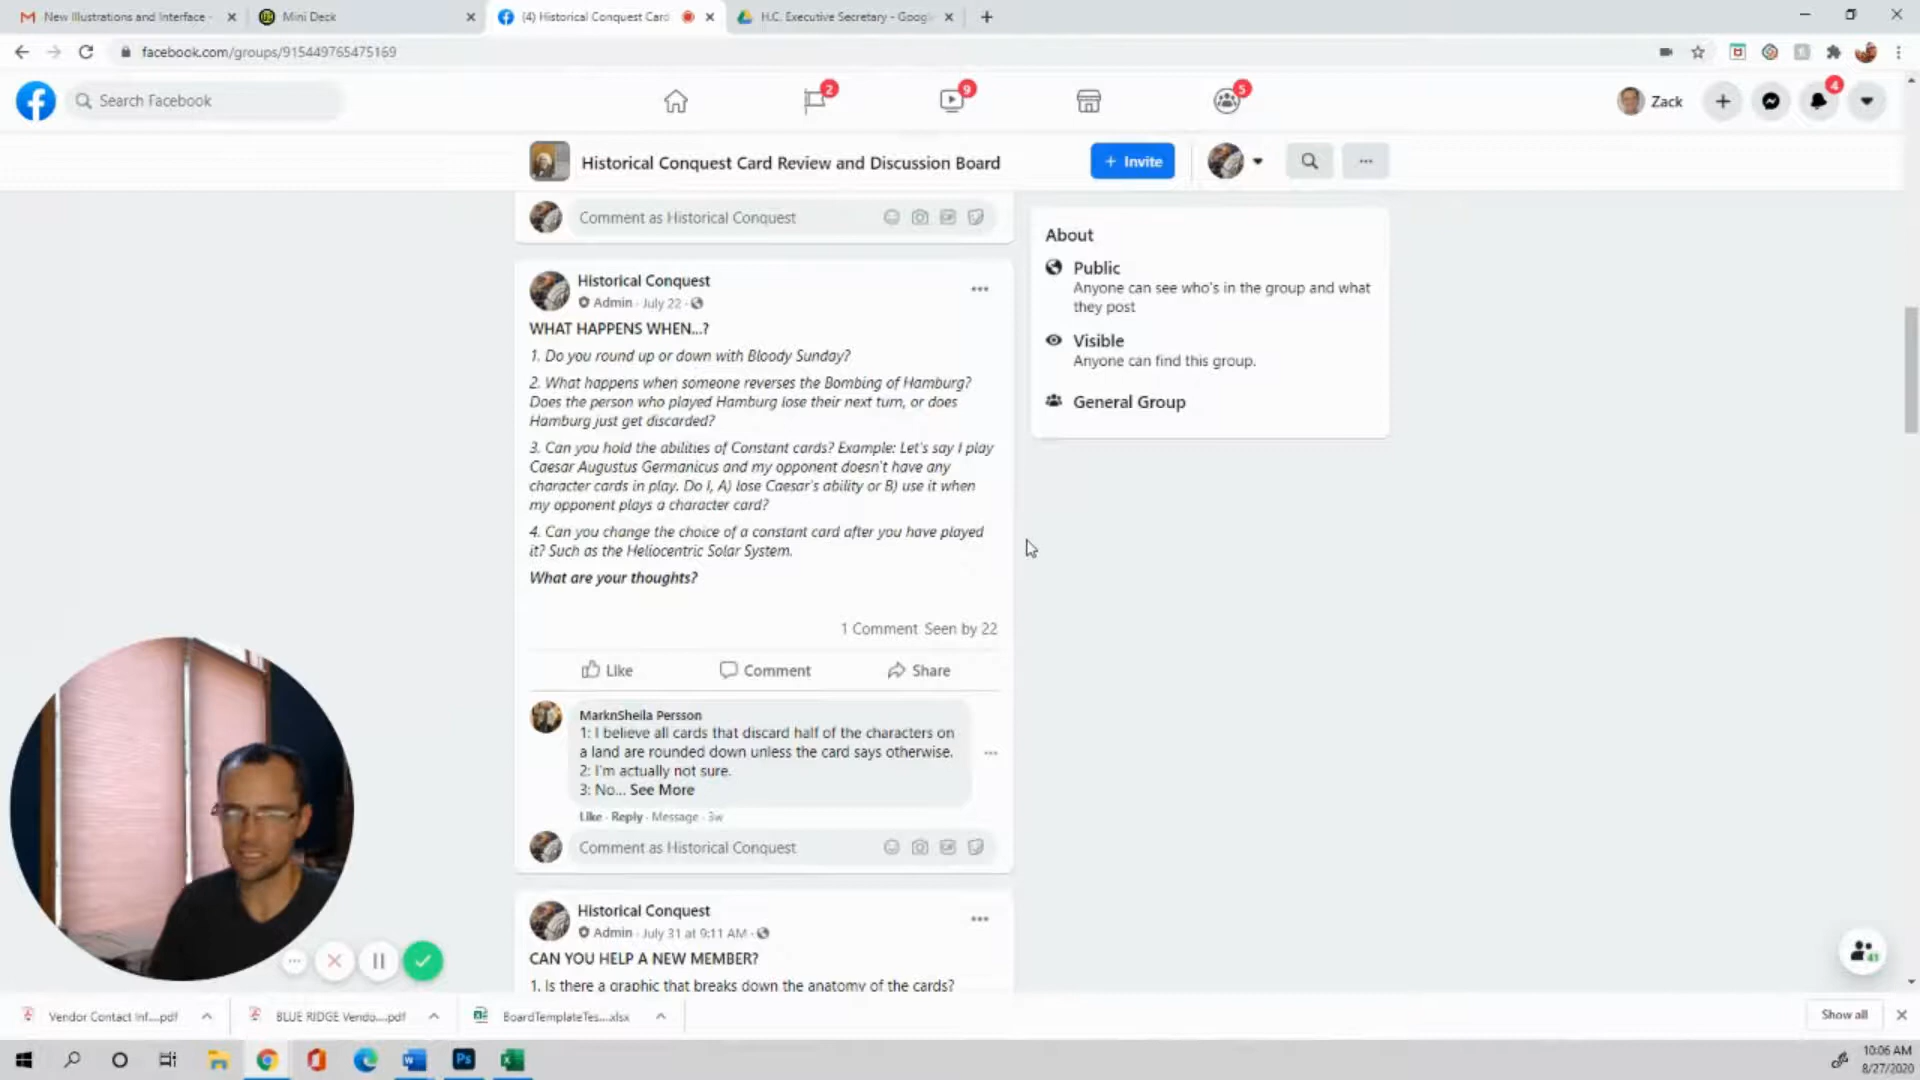 New Illustrations and Interface -
Mini Deck
(4) Historical Conquest Card
H.C. Executive Secretary - Goog
facebook.com/groups/915449765475169
Search Facebook
2
9
5
Zack
4
Historical Conquest Card Review and Discussion Board
+ Invite
Comment as Historical Conquest
Historical Conquest
Admin · July 22 ·
WHAT HAPPENS WHEN...?
1. Do you round up or down with Bloody Sunday?
2. What happens when someone reverses the Bombing of Hamburg?
Does the person who played Hamburg lose their next turn, or does
Hamburg just get discarded?
3. Can you hold the abilities of Constant cards? Example: Let's say I play
Caesar Augustus Germanicus and my opponent doesn't have any
character cards in play. Do I, A) lose Caesar's ability or B) use it when
my opponent plays a character card?
4. Can you change the choice of a constant card after you have played
it? Such as the Heliocentric Solar System.
What are your thoughts?
1 Comment Seen by 22
Like
Comment
Share
MarknSheila Persson
1: I believe all cards that discard half of the characters on
a land are rounded down unless the card says otherwise.
2: I'm actually not sure.
3: No... See More
Like · Reply · Message · 3w
Comment as Historical Conquest
Historical Conquest
Admin · July 31 at 9:11 AM ·
CAN YOU HELP A NEW MEMBER?
1. Is there a graphic that breaks down the anatomy of the cards?
About
Public
Anyone can see who's in the group and what
they post
Visible
Anyone can find this group.
General Group
Vendor Contact Inf....pdf
BLUE RIDGE Vendo....pdf
BoardTemplateTes....xlsx
Show all
10:06 AM
8/27/2020